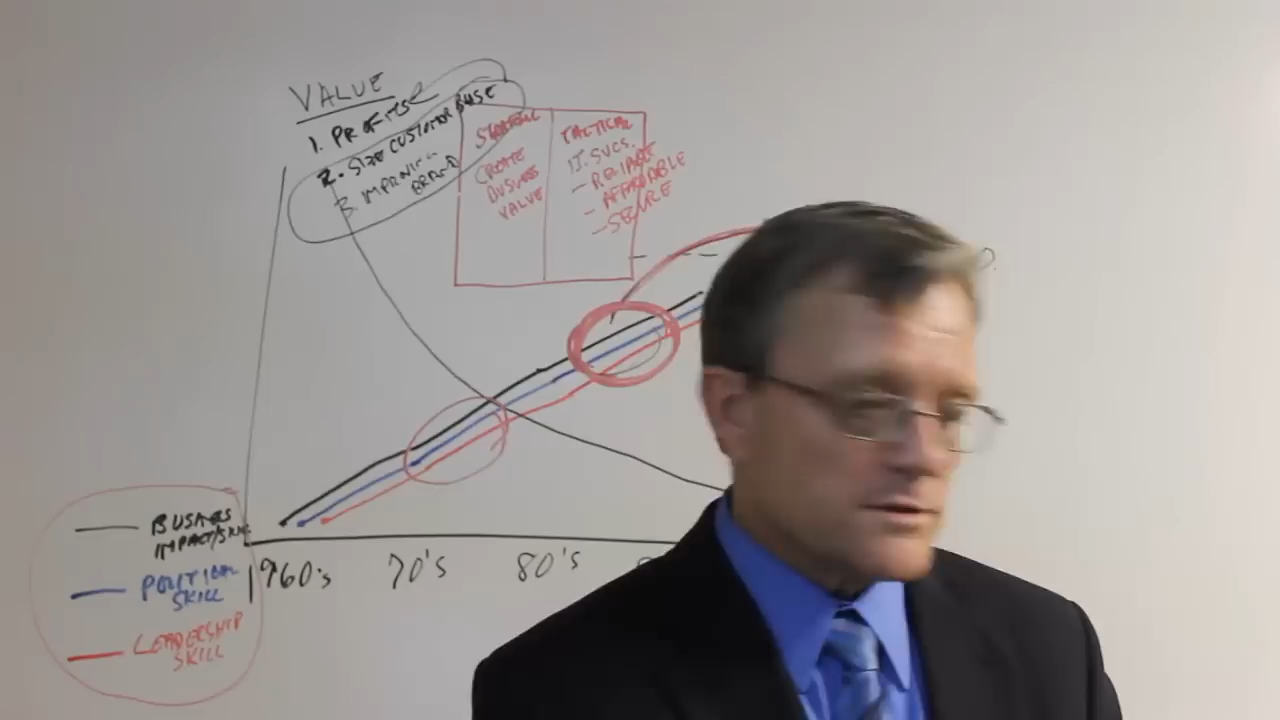 VALUE
1. PROFITS
2. SIZE CUSTOMER BASE
3. IMPROVING BRAND
STRATEGIC
CREATE
BUSINESS
VALUE
TACTICAL
IT. SVCS.
- RELIABLE
- AFFORDABLE
- SECURE
BUSINESS
IMPACT/SKILL
POLITICAL
SKILL
LEADERSHIP
SKILL
1960's 70's 80's